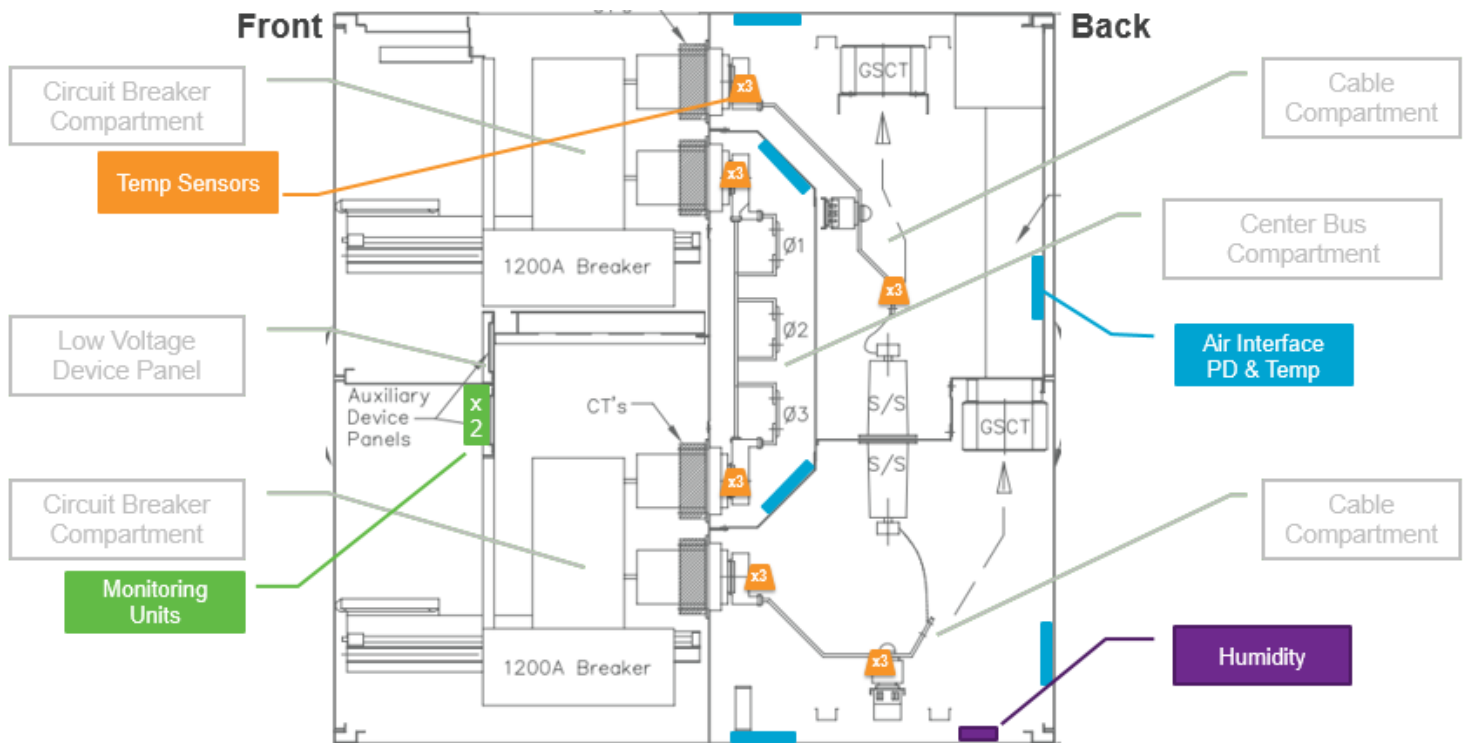 Front
Back
Circuit Breaker
Compartment
Temp Sensors
x3
GSCT
Cable
Compartment
x3
1200A Breaker
Ø1
Center Bus
Compartment
x3
Low Voltage
Device Panel
Ø2
Air Interface
PD & Temp
Auxiliary
Device
Panels
x
2
CT's
Ø3
S/S
GSCT
S/S
x3
Circuit Breaker
Compartment
Cable
Compartment
Monitoring
Units
x3
1200A Breaker
x3
Humidity